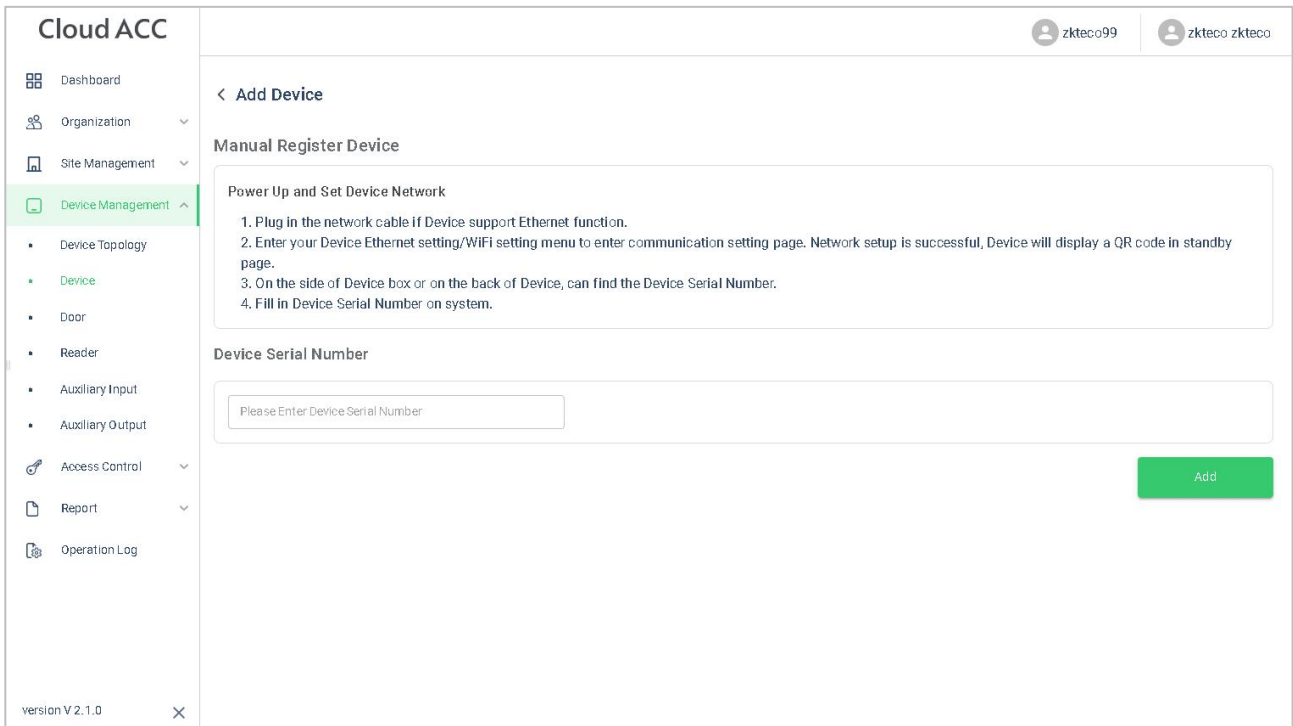 Cloud ACC
zkteco99
zkteco zkteco
Dashboard
Organization
Site Management
Device Management
Device Topology
Device
Door
Reader
Auxiliary Input
Auxiliary Output
Access Control
Report
Operation Log
version V 2.1.0
Add Device
Manual Register Device
Power Up and Set Device Network
1. Plug in the network cable if Device support Ethernet function.
2. Enter your Device Ethernet setting/WiFi setting menu to enter communication setting page. Network setup is successful, Device will display a QR code in standby
page.
3. On the side of Device box or on the back of Device, can find the Device Serial Number.
4. Fill in Device Serial Number on system.
Device Serial Number
Please Enter Device Serial Number
Add